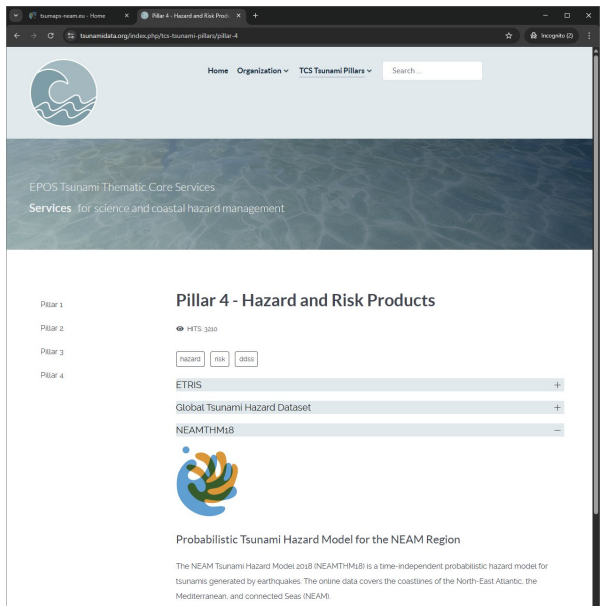 tsumaps-neam.eu - Home
Pillar 4 - Hazard and Risk Produ
tsunamidata.org/index.php/tcs-tsunami-pillars/pillar-4
Incognito (2)
Home Organization TCS Tsunami Pillars Search ...
EPOS Tsunami Thematic Core Services
Services for science and coastal hazard management
Pillar 1
Pillar 2
Pillar 3
Pillar 4
Pillar 4 - Hazard and Risk Products
HITS: 3210
hazard risk ddss
ETRIS
Global Tsunami Hazard Dataset
NEAMTHM18
Probabilistic Tsunami Hazard Model for the NEAM Region
The NEAM Tsunami Hazard Model 2018 (NEAMTHM18) is a time-independent probabilistic hazard model for
tsunamis generated by earthquakes. The online data covers the coastlines of the North-East Atlantic, the
Mediterranean, and connected Seas (NEAM).